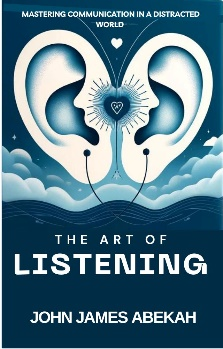 MASTERING COMMUNICATION IN A DISTRACTED
WORLD
THE ART OF
LISTENING
JOHN JAMES ABEKAH